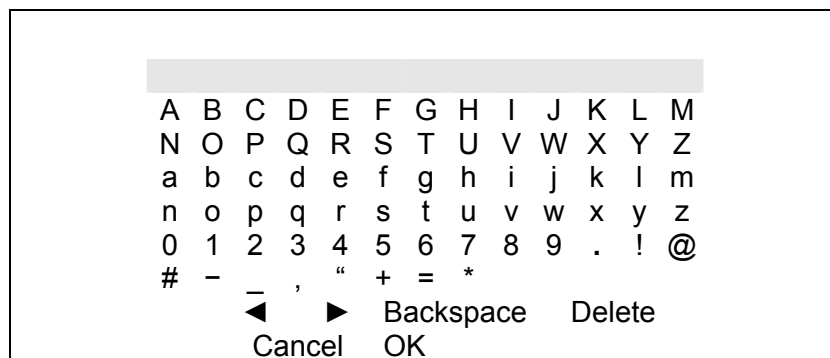 A B C D E F G H I J K L M
N O P Q R S T U V W X Y Z
a b c d e f g h i j k l m
n o p q r s t u v w x y z
0 1 2 3 4 5 6 7 8 9 . ! @
# − _ , “ + = *
◄ ► Backspace Delete
Cancel OK